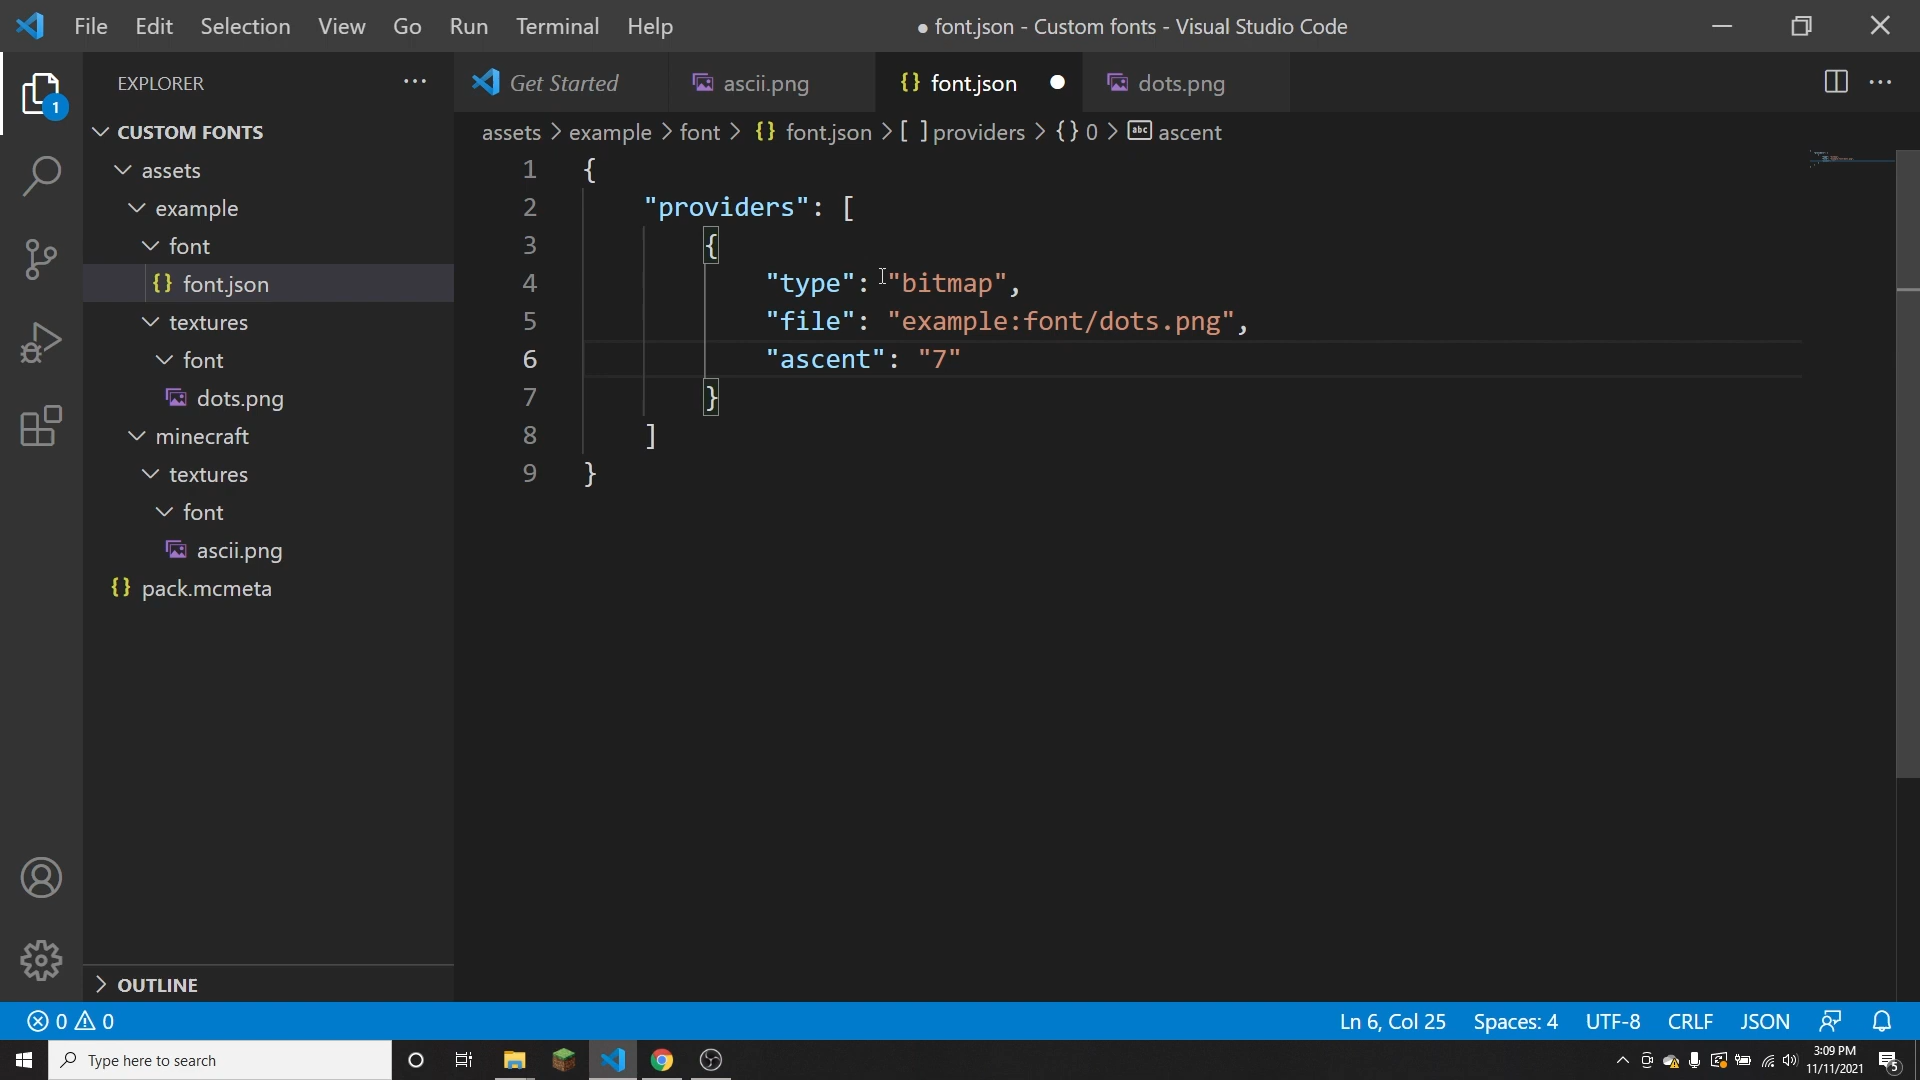 File Edit Selection View Go Run Terminal Help
● font.json - Custom fonts - Visual Studio Code
EXPLORER
Get Started ascii.png {} font.json dots.png
CUSTOM FONTS
assets > example > font > {} font.json > [ ] providers > {} 0 > abc ascent
assets
example
font
{} font.json
textures
font
dots.png
minecraft
textures
font
ascii.png
{} pack.mcmeta
1 {
2 "providers": [
3 {
4 "type": "bitmap",
5 "file": "example:font/dots.png",
6 "ascent": "7"
7 }
8 ]
9 }
1
OUTLINE
0 0
Ln 6, Col 25 Spaces: 4 UTF-8 CRLF JSON
Type here to search
3:09 PM
11/11/2021
5